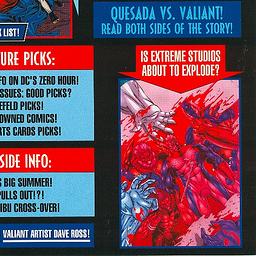 LIST!
QUESADA VS. VALIANT!
READ BOTH SIDES OF THE STORY!
URE PICKS:
FO ON DC'S ZERO HOUR!
ISSUES: GOOD PICKS?
EFELD PICKS!
OWNED COMICS!
RTS CARDS PICKS!
SIDE INFO:
S BIG SUMMER!
PULLS OUT!?!
IBU CROSS-OVER!
VALIANT ARTIST DAVE ROSS!
IS EXTREME STUDIOS
ABOUT TO EXPLODE?